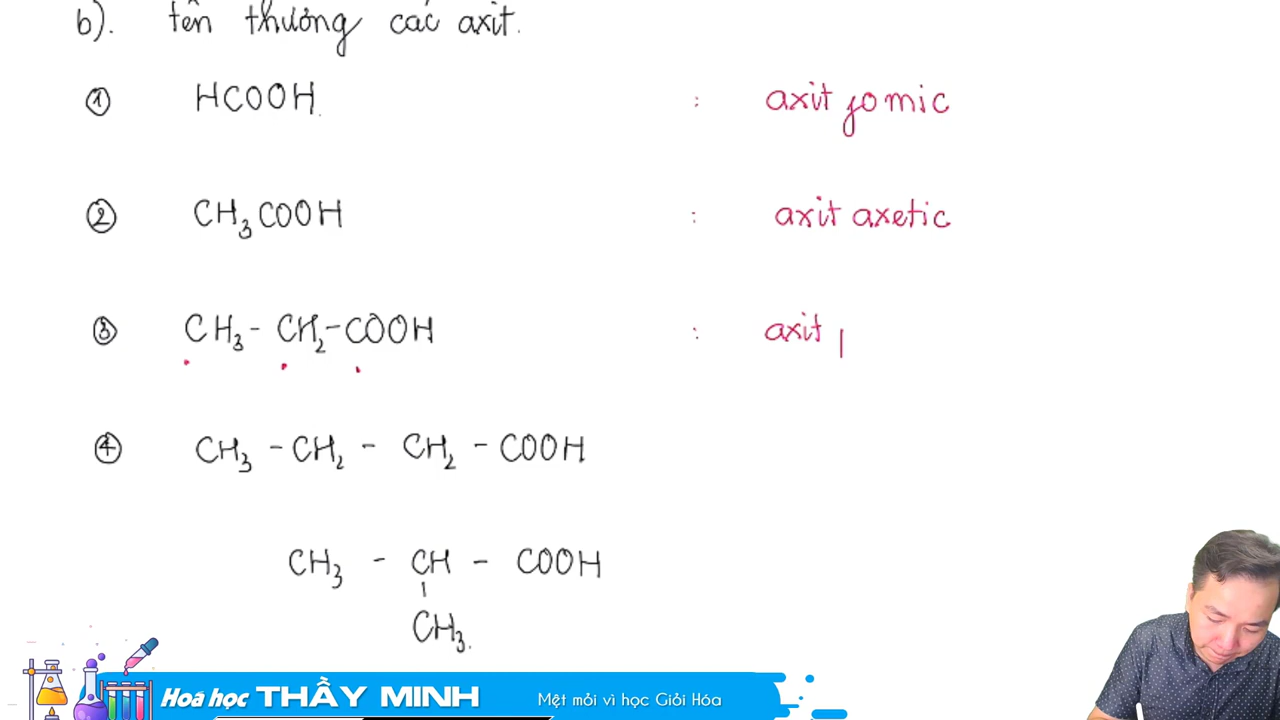 b). tên thường các axit.
① HCOOH. : axit fomic
② CH₃COOH : axit axetic
③ CH₃ - CH₂ - COOH : axit
④ CH₃ - CH₂ - CH₂ - COOH
CH₃ - CH - COOH
CH₃.
Hoá học THẦY MINH Mệt mỏi vì học Giỏi Hóa